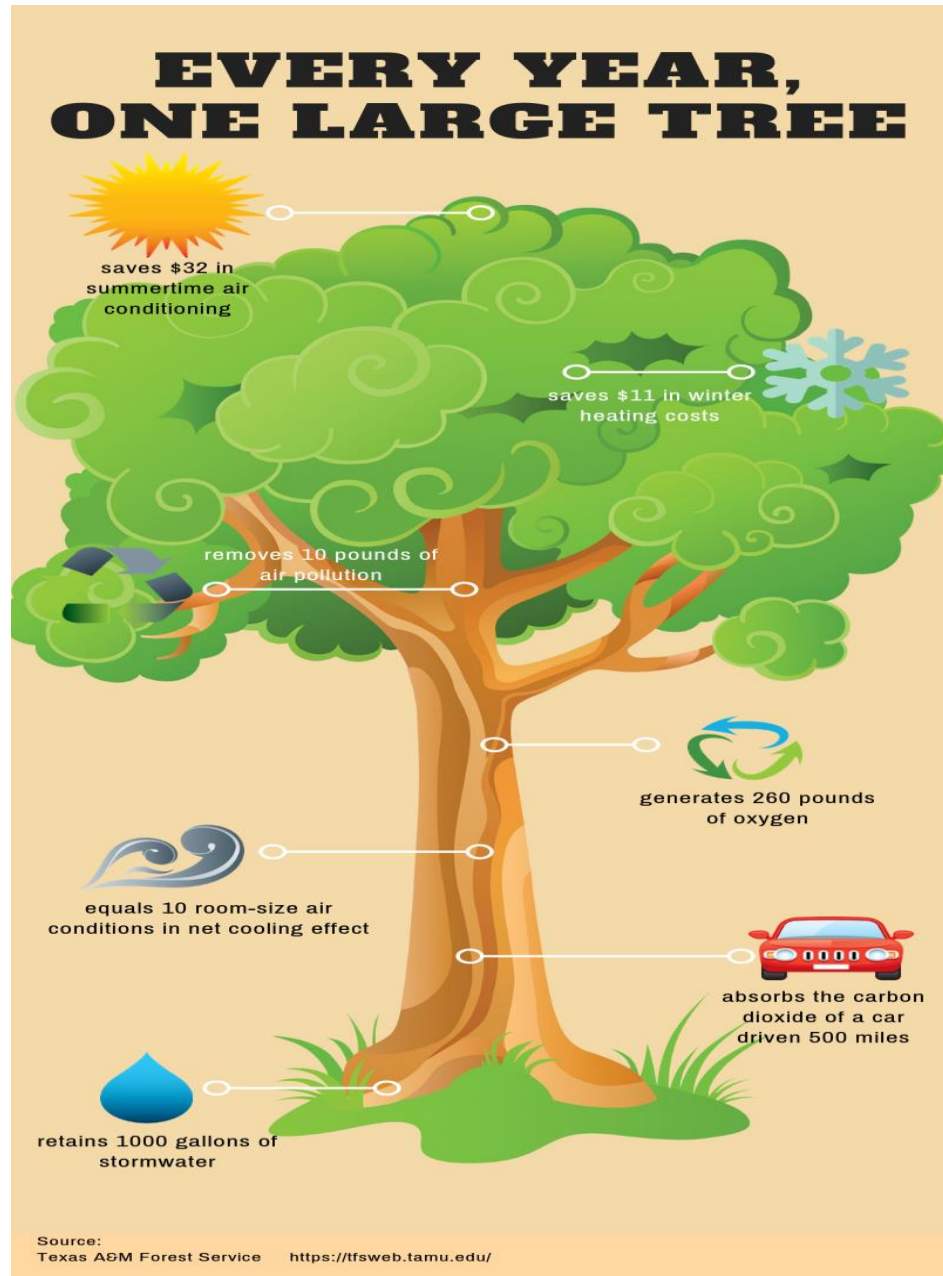 EVERY YEAR,
ONE LARGE TREE
saves $32 in
summertime air
conditioning
saves $11 in winter
heating costs
removes 10 pounds of
air pollution
generates 260 pounds
of oxygen
equals 10 room-size air
conditions in net cooling effect
absorbs the carbon
dioxide of a car
driven 500 miles
retains 1000 gallons of
stormwater
Source:
Texas A&M Forest Service https://tfsweb.tamu.edu/